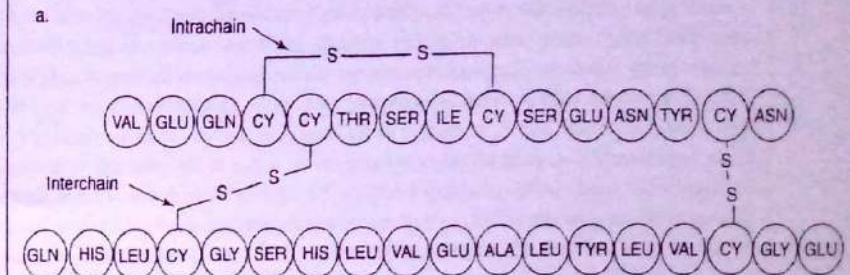 a.
Intrachain
S S
VAL GLU GLN CY CY THR SER ILE CY SER GLU ASN TYR CY ASN
Interchain
S
S
S
S
GLN HIS LEU CY GLY SER HIS LEU VAL GLU ALA LEU TYR LEU VAL CY GLY GLU